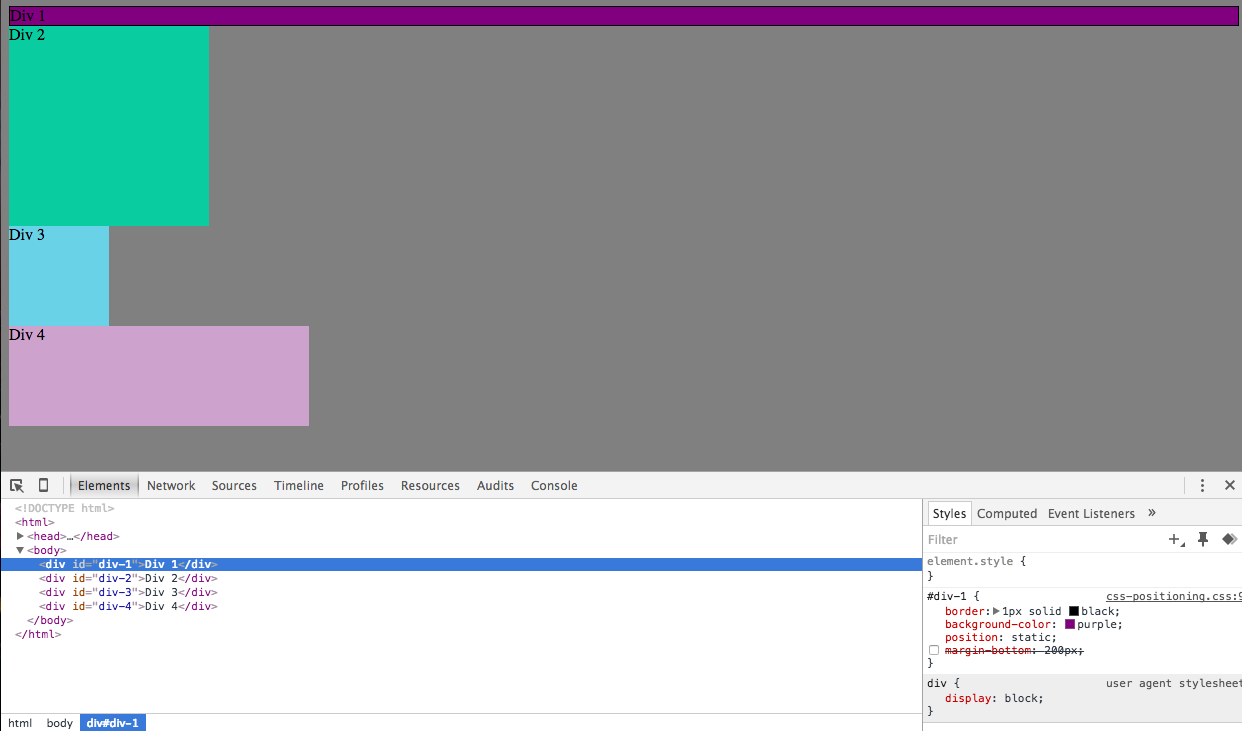 Div 1
Div 2
Div 3
Div 4
Elements Network Sources Timeline Profiles Resources Audits Console
<!DOCTYPE html>
<html>
<head>…</head>
<body>
<div id="div-1">Div 1</div>
<div id="div-2">Div 2</div>
<div id="div-3">Div 3</div>
<div id="div-4">Div 4</div>
</body>
</html>
html body div#div-1
Styles Computed Event Listeners »
Filter
element.style {
}
#div-1 { css-positioning.css:9
border: 1px solid black;
background-color: purple;
position: static;
margin-bottom: 200px;
}
div { user agent stylesheet
display: block;
}